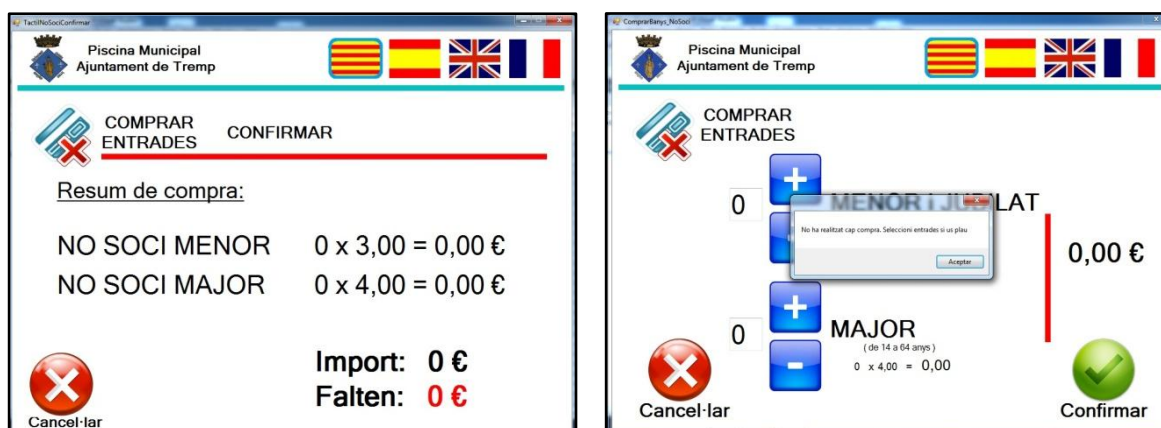 TactilNoSociConfirmar
Piscina Municipal
Ajuntament de Tremp
COMPRAR
ENTRADES
CONFIRMAR
Resum de compra:
NO SOCI MENOR 0 x 3,00 = 0,00 €
NO SOCI MAJOR 0 x 4,00 = 0,00 €
Import: 0 €
Falten: 0 €
Cancel·lar
ComprarBanys_NoSoci
Piscina Municipal
Ajuntament de Tremp
COMPRAR
ENTRADES
0
MENOR i JUBILAT
No ha realitzat cap compra. Seleccioni entrades si us plau
Aceptar
0,00 €
0
MAJOR
(de 14 a 64 anys)
0 x 4,00 = 0,00
Cancel·lar
Confirmar